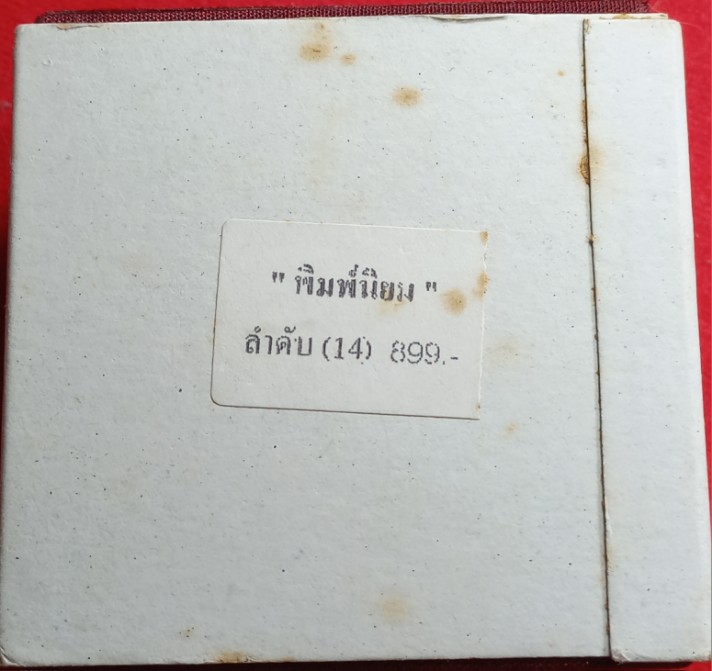 " พิมพ์นิยม "
ลำดับ (14) 899.-